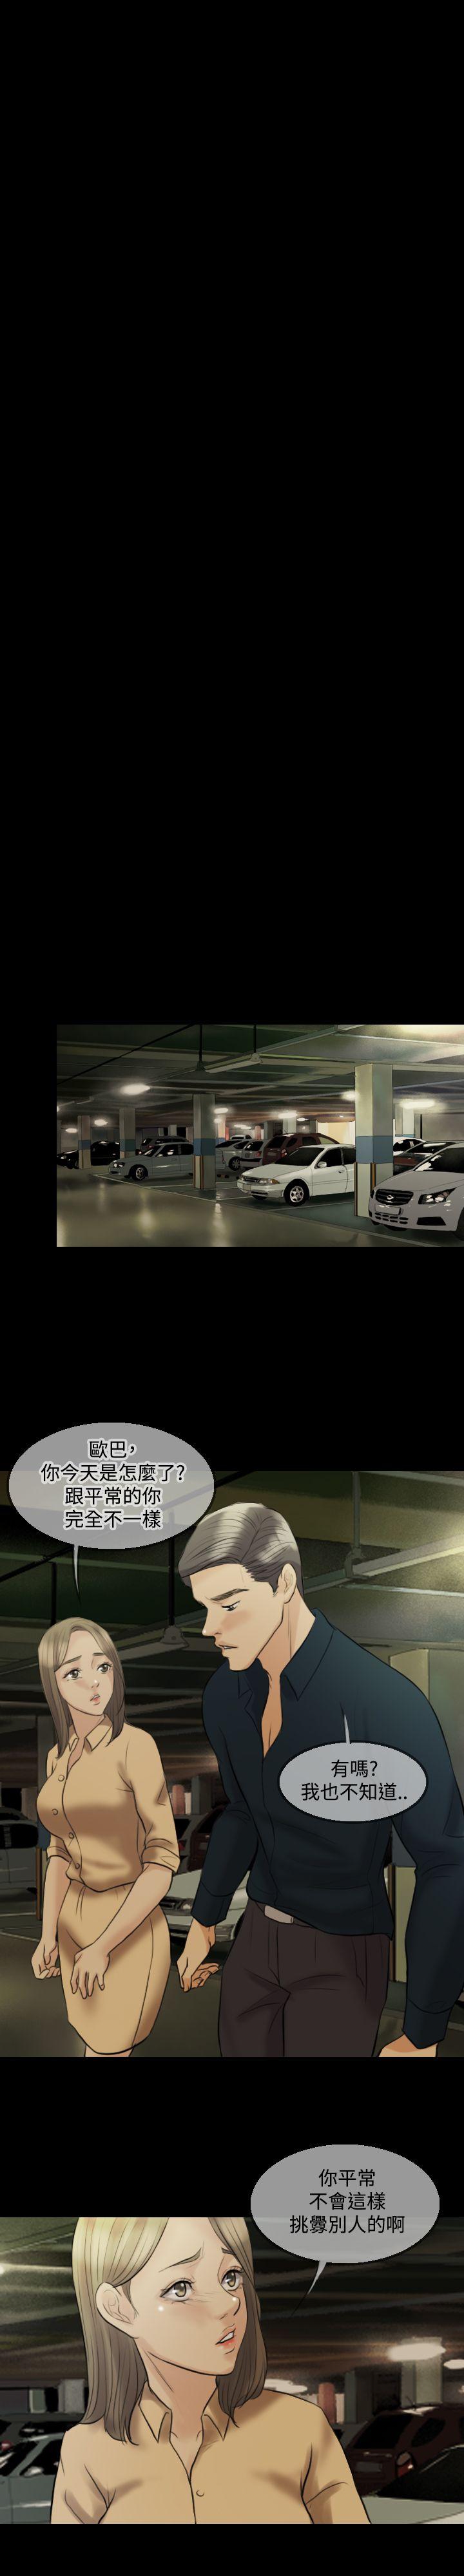 歐巴,
你今天是怎麼了?
跟平常的你
完全不一樣
有嗎?
我也不知道..
你平常
不會這樣
挑釁別人的啊